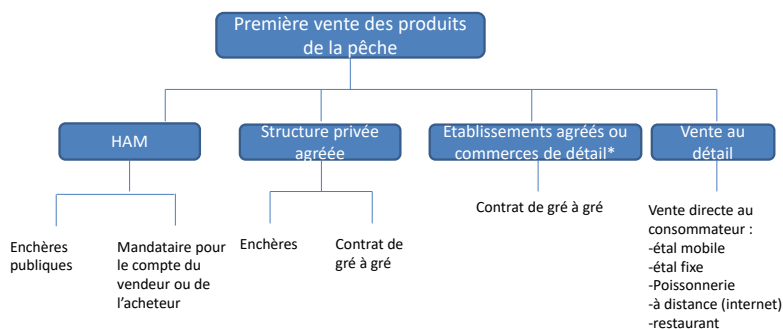 Première vente des produits
de la pêche
HAM
Structure privée
agréée
Etablissements agréés ou
commerces de détail*
Vente au
détail
Enchères
publiques
Mandataire pour
le compte du
vendeur ou de
l’acheteur
Enchères
Contrat de
gré à gré
Contrat de gré à gré
Vente directe au
consommateur :
-étal mobile
-étal fixe
-Poissonnerie
-à distance (internet)
-restaurant